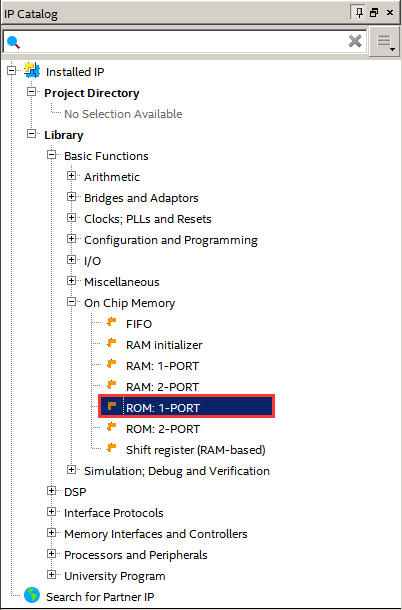 IP Catalog
Installed IP
Project Directory
No Selection Available
Library
Basic Functions
Arithmetic
Bridges and Adaptors
Clocks; PLLs and Resets
Configuration and Programming
I/O
Miscellaneous
On Chip Memory
FIFO
RAM initializer
RAM: 1-PORT
RAM: 2-PORT
ROM: 1-PORT
ROM: 2-PORT
Shift register (RAM-based)
Simulation; Debug and Verification
DSP
Interface Protocols
Memory Interfaces and Controllers
Processors and Peripherals
University Program
Search for Partner IP